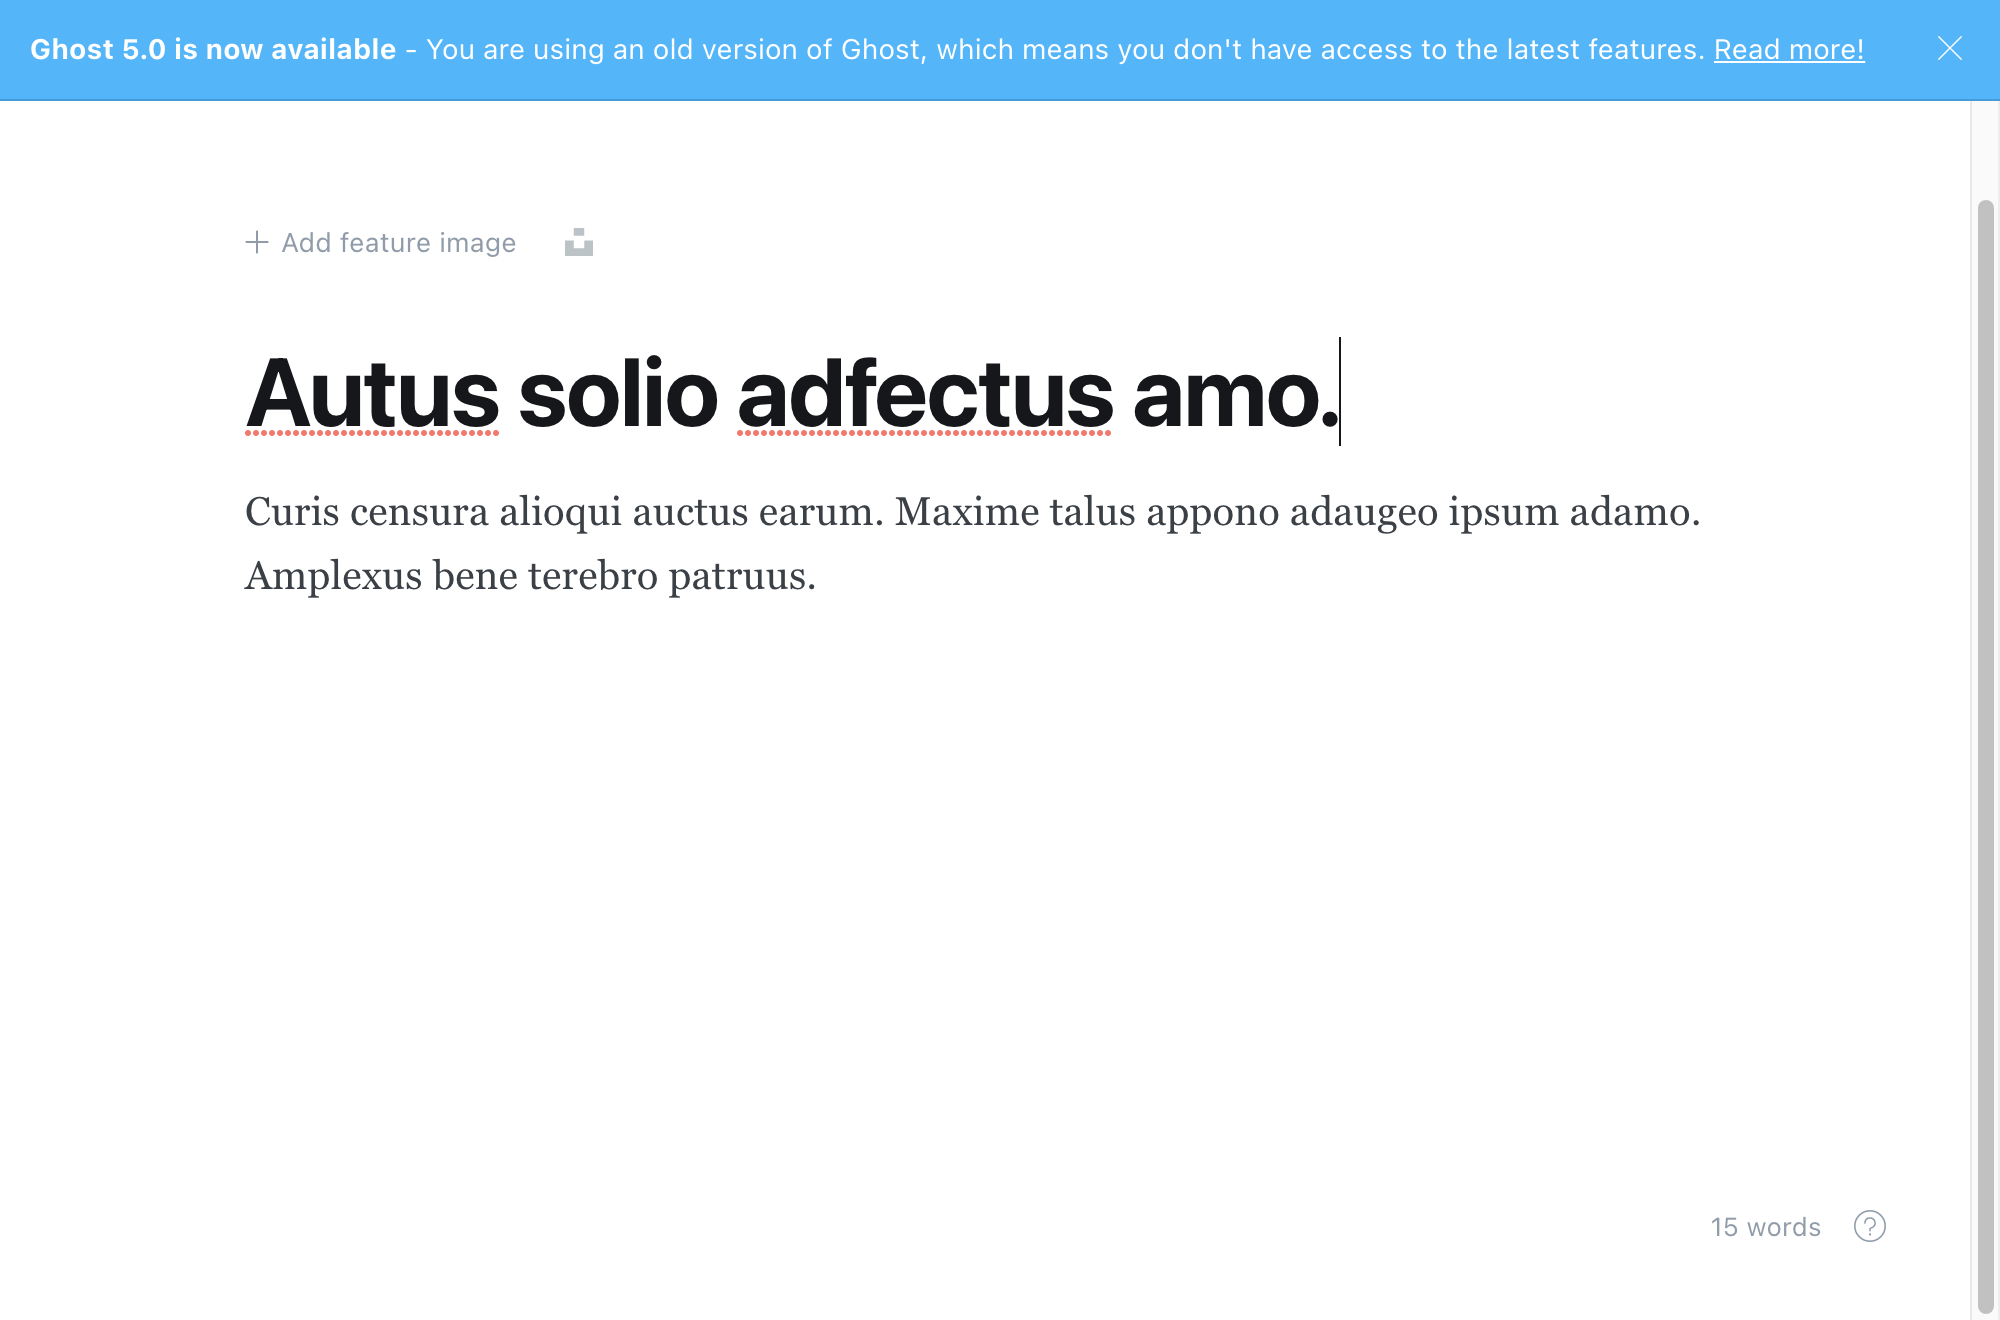 Ghost 5.0 is now available - You are using an old version of Ghost, which means you don't have access to the latest features. Read more!
Add feature image
Autus solio adfectus amo.
Curis censura alioqui auctus earum. Maxime talus appono adaugeo ipsum adamo.
Amplexus bene terebro patruus.
15 words
?